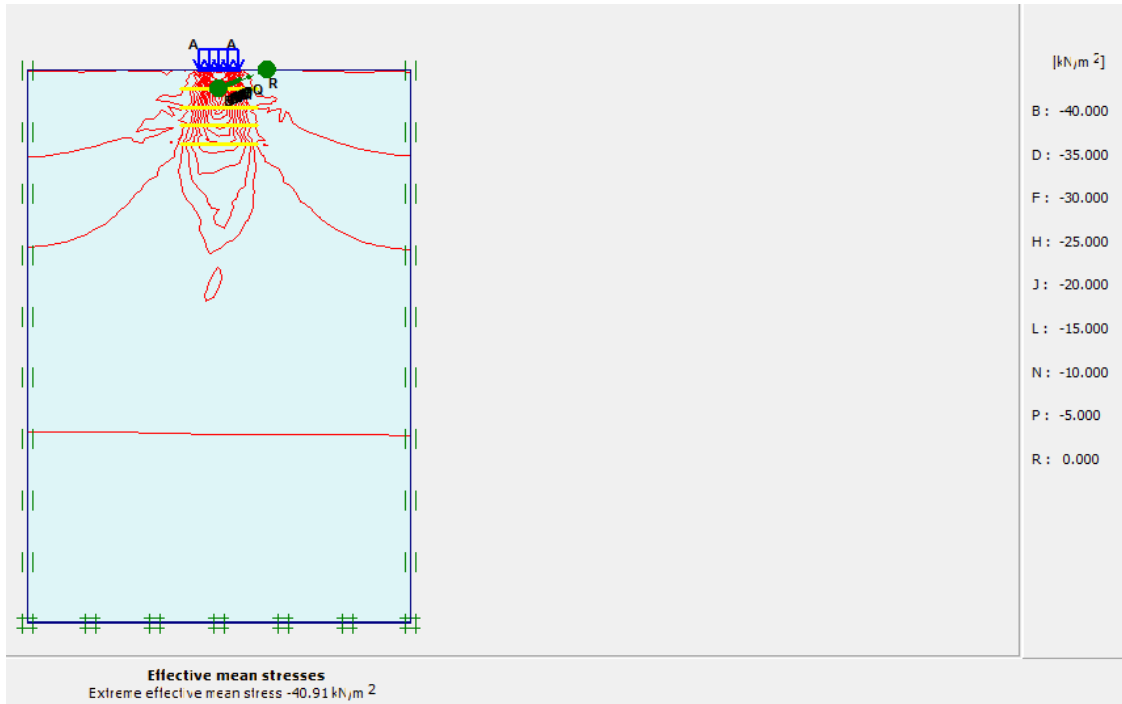 A A
R
Q
[kN/m 2]
B : -40.000
D : -35.000
F : -30.000
H : -25.000
J : -20.000
L : -15.000
N : -10.000
P : -5.000
R : 0.000
Effective mean stresses
Extreme effective mean stress -40.91 kN/m 2